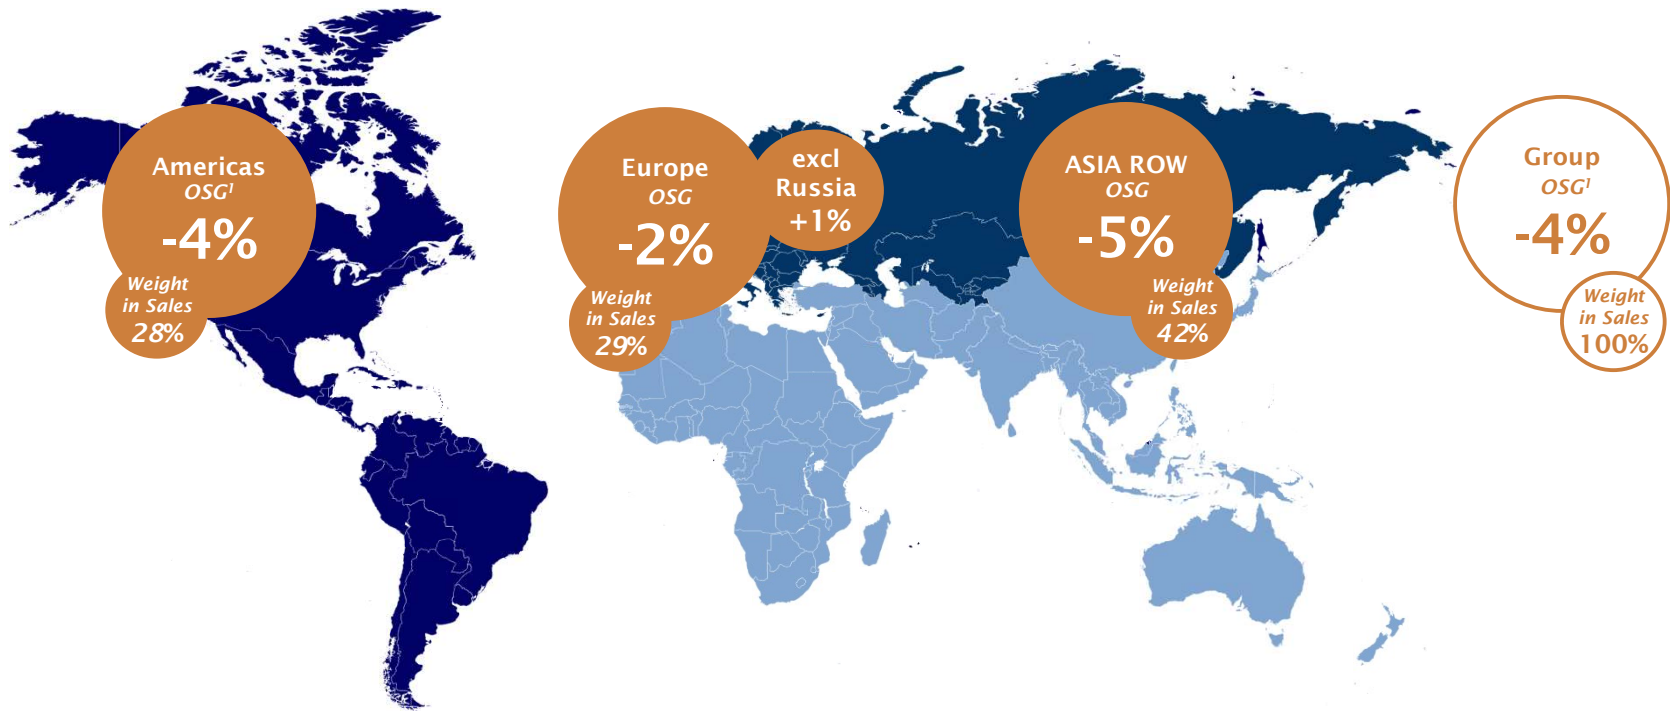 Americas
OSG¹
-4%
Weight
in Sales
28%
Europe
OSG
-2%
Weight
in Sales
29%
excl
Russia
+1%
ASIA ROW
OSG
-5%
Weight
in Sales
42%
Group
OSG¹
-4%
Weight
in Sales
100%